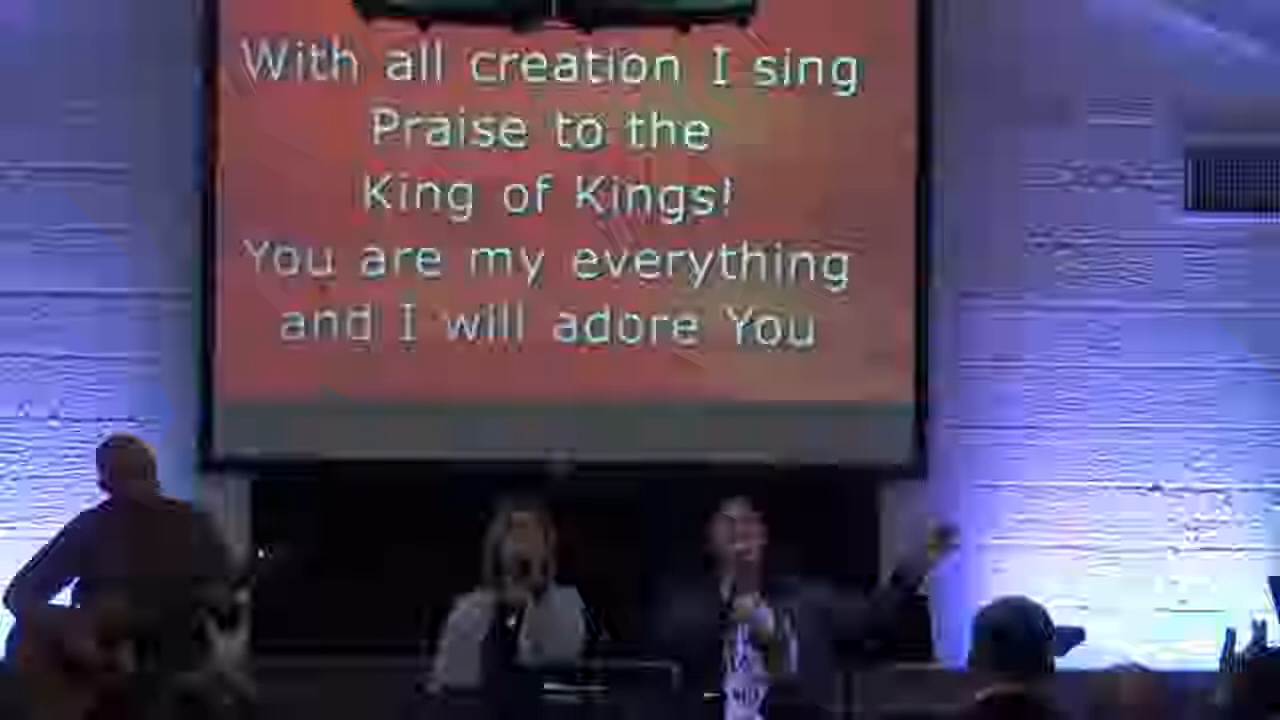 With all creation I sing
Praise to the
King of Kings!
You are my everything
and I will adore You